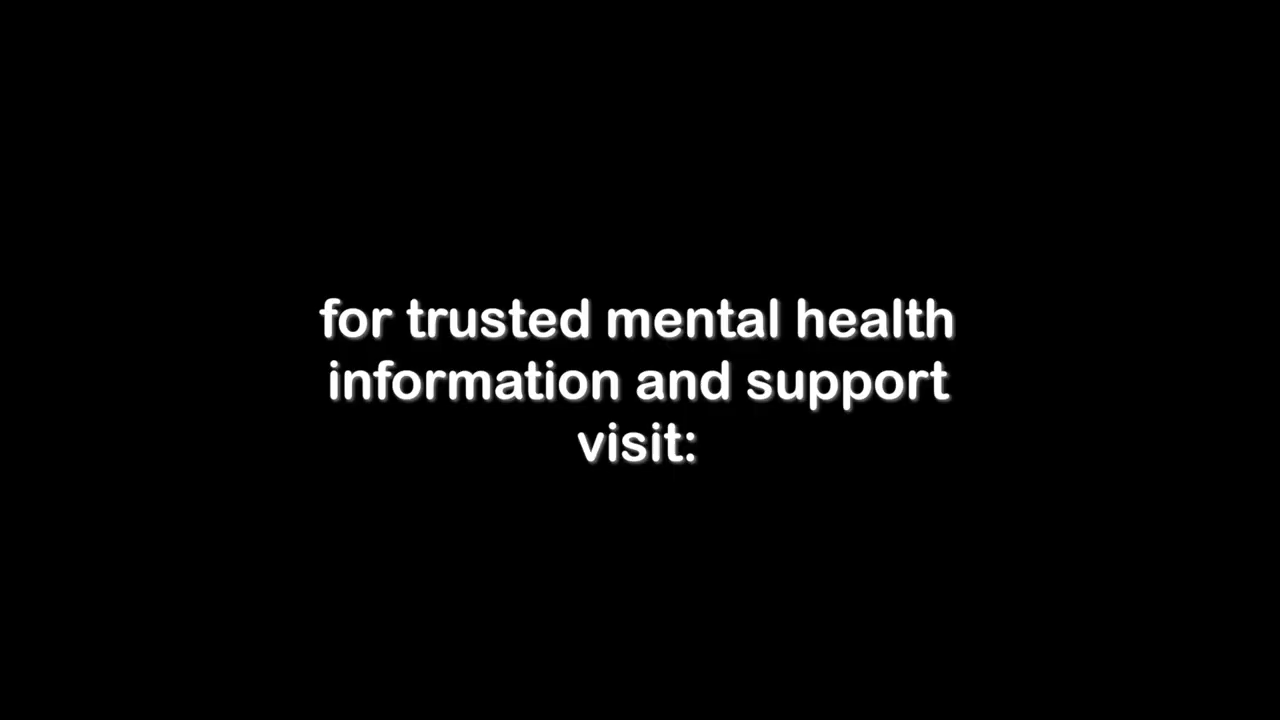 for trusted mental health
information and support
visit: